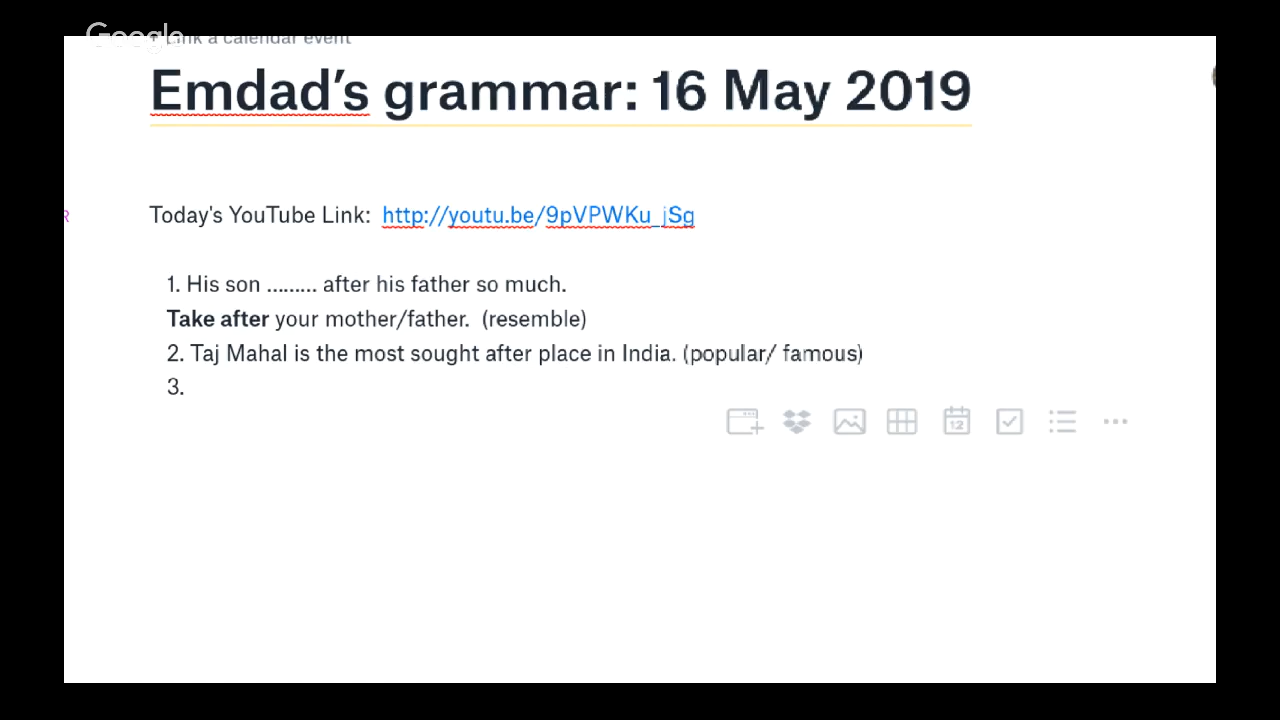 Google
Link a calendar event
Emdad's grammar: 16 May 2019
R
Today's YouTube Link: http://youtu.be/9pVPWKu_jSg
1. His son ......... after his father so much.
Take after your mother/father. (resemble)
2. Taj Mahal is the most sought after place in India. (popular/ famous)
3.
12